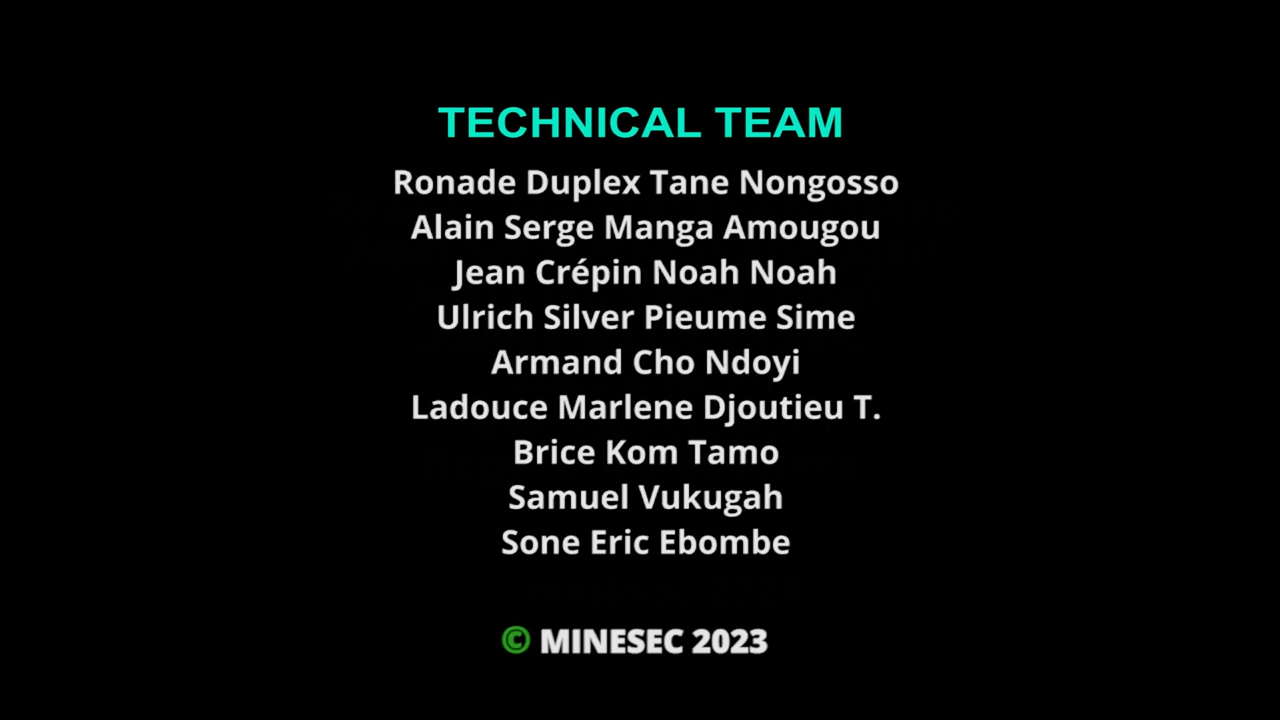 TECHNICAL TEAM
Ronade Duplex Tane Nongosso
Alain Serge Manga Amougou
Jean Crépin Noah Noah
Ulrich Silver Pieume Sime
Armand Cho Ndoyi
Ladouce Marlene Djoutieu T.
Brice Kom Tamo
Samuel Vukugah
Sone Eric Ebombe
© MINESEC 2023